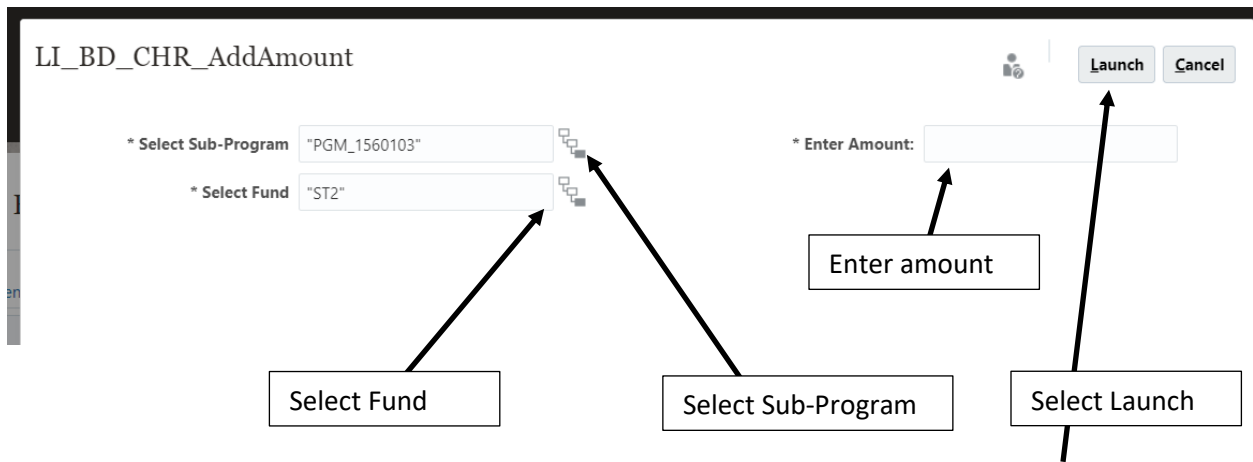 LI_BD_CHR_AddAmount
Launch Cancel
* Select Sub-Program "PGM_1560103" * Enter Amount:
* Select Fund "ST2"
Enter amount
en
Select Fund Select Sub-Program Select Launch